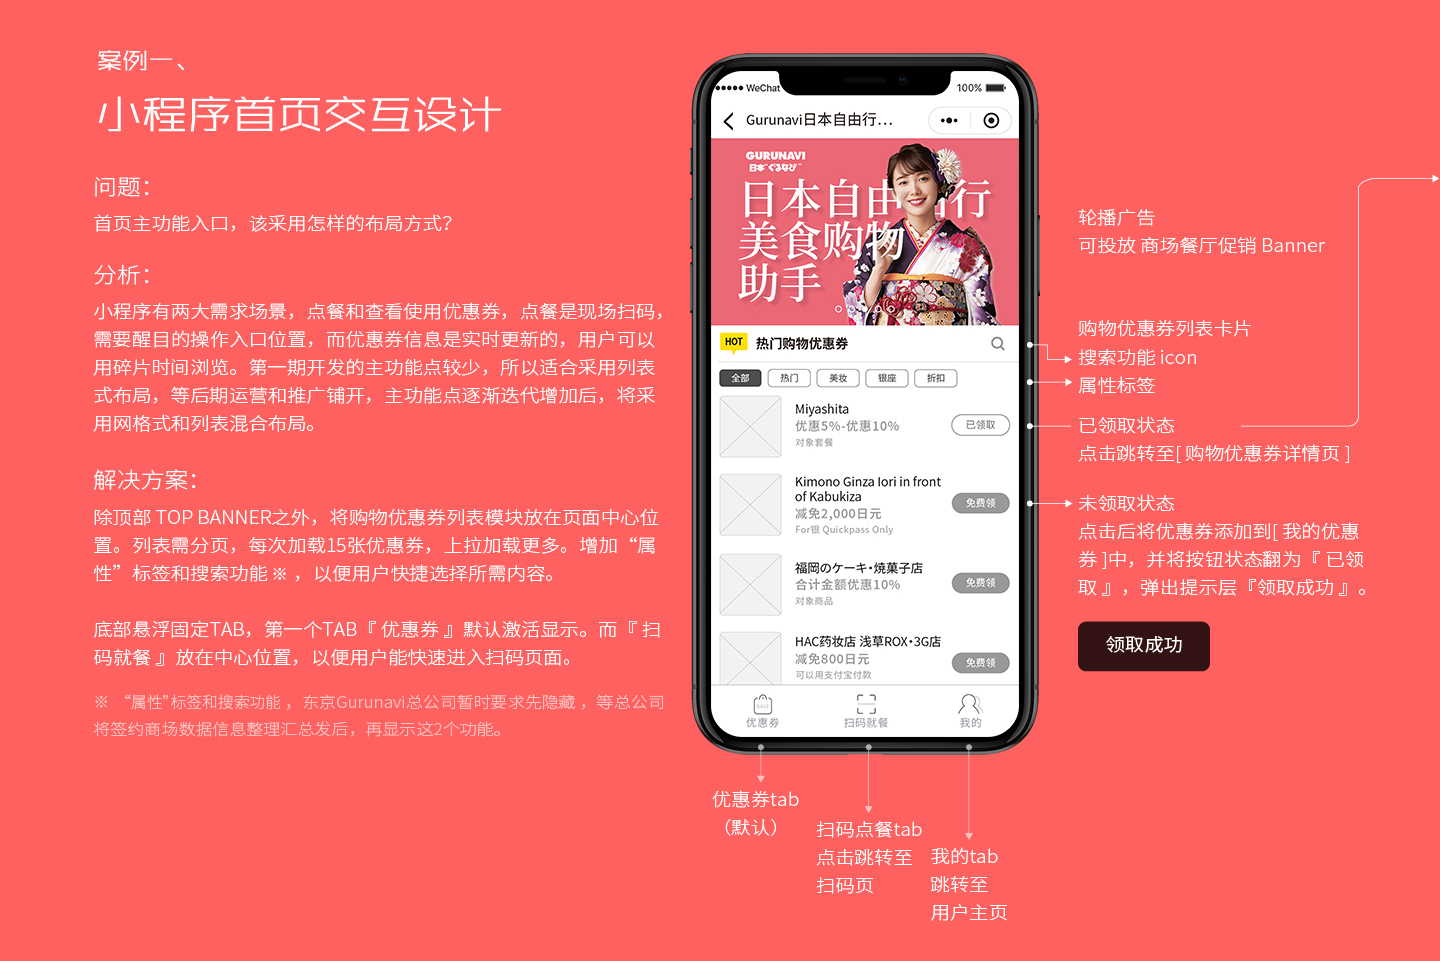 案例一、
小程序首页交互设计
问题：
首页主功能入口，该采用怎样的布局方式？
分析：
小程序有两大需求场景，点餐和查看使用优惠券，点餐是现场扫码，
需要醒目的操作入口位置，而优惠券信息是实时更新的，用户可以
用碎片时间浏览。第一期开发的主功能点较少，所以适合采用列表
式布局，等后期运营和推广铺开，主功能点逐渐迭代增加后，将采
用网格式和列表混合布局。
解决方案：
除顶部 TOP BANNER之外，将购物优惠券列表模块放在页面中心位
置。列表需分页，每次加载15张优惠券，上拉加载更多。增加“属
性”标签和搜索功能 ※ ，以便用户快捷选择所需内容。
底部悬浮固定TAB，第一个TAB『 优惠券 』默认激活显示。而『 扫
码就餐 』放在中心位置，以便用户能快速进入扫码页面。
※ “属性”标签和搜索功能 ，东京Gurunavi总公司暂时要求先隐藏 ，等总公司
将签约商场数据信息整理汇总发后，再显示这2个功能。
WeChat
100%
Gurunavi日本自由行...
GURUNAVI
日本ぐるなび
日本自由行
美食购物
助手
HOT
热门购物优惠券
全部 热门 美妆 银座 折扣
Miyashita
优惠5%-优惠10%
对象套餐
已领取
Kimono Ginza Iori in front
of Kabukiza
减免2,000日元
For银 Quickpass Only
免费领
福岡のケーキ・焼菓子店
合计金额优惠10%
对象商品
免费领
HAC药妆店 浅草ROX・3G店
减免800日元
可以用支付宝付款
免费领
SALE
优惠券 扫码就餐 我的
轮播广告
可投放 商场餐厅促销 Banner
购物优惠券列表卡片
搜索功能 icon
属性标签
已领取状态
点击跳转至[ 购物优惠券详情页 ]
未领取状态
点击后将优惠券添加到[ 我的优惠
券 ]中，并将按钮状态翻为『 已领
取 』，弹出提示层『领取成功 』。
领取成功
优惠券tab
（默认）
扫码点餐tab
点击跳转至
扫码页
我的tab
跳转至
用户主页